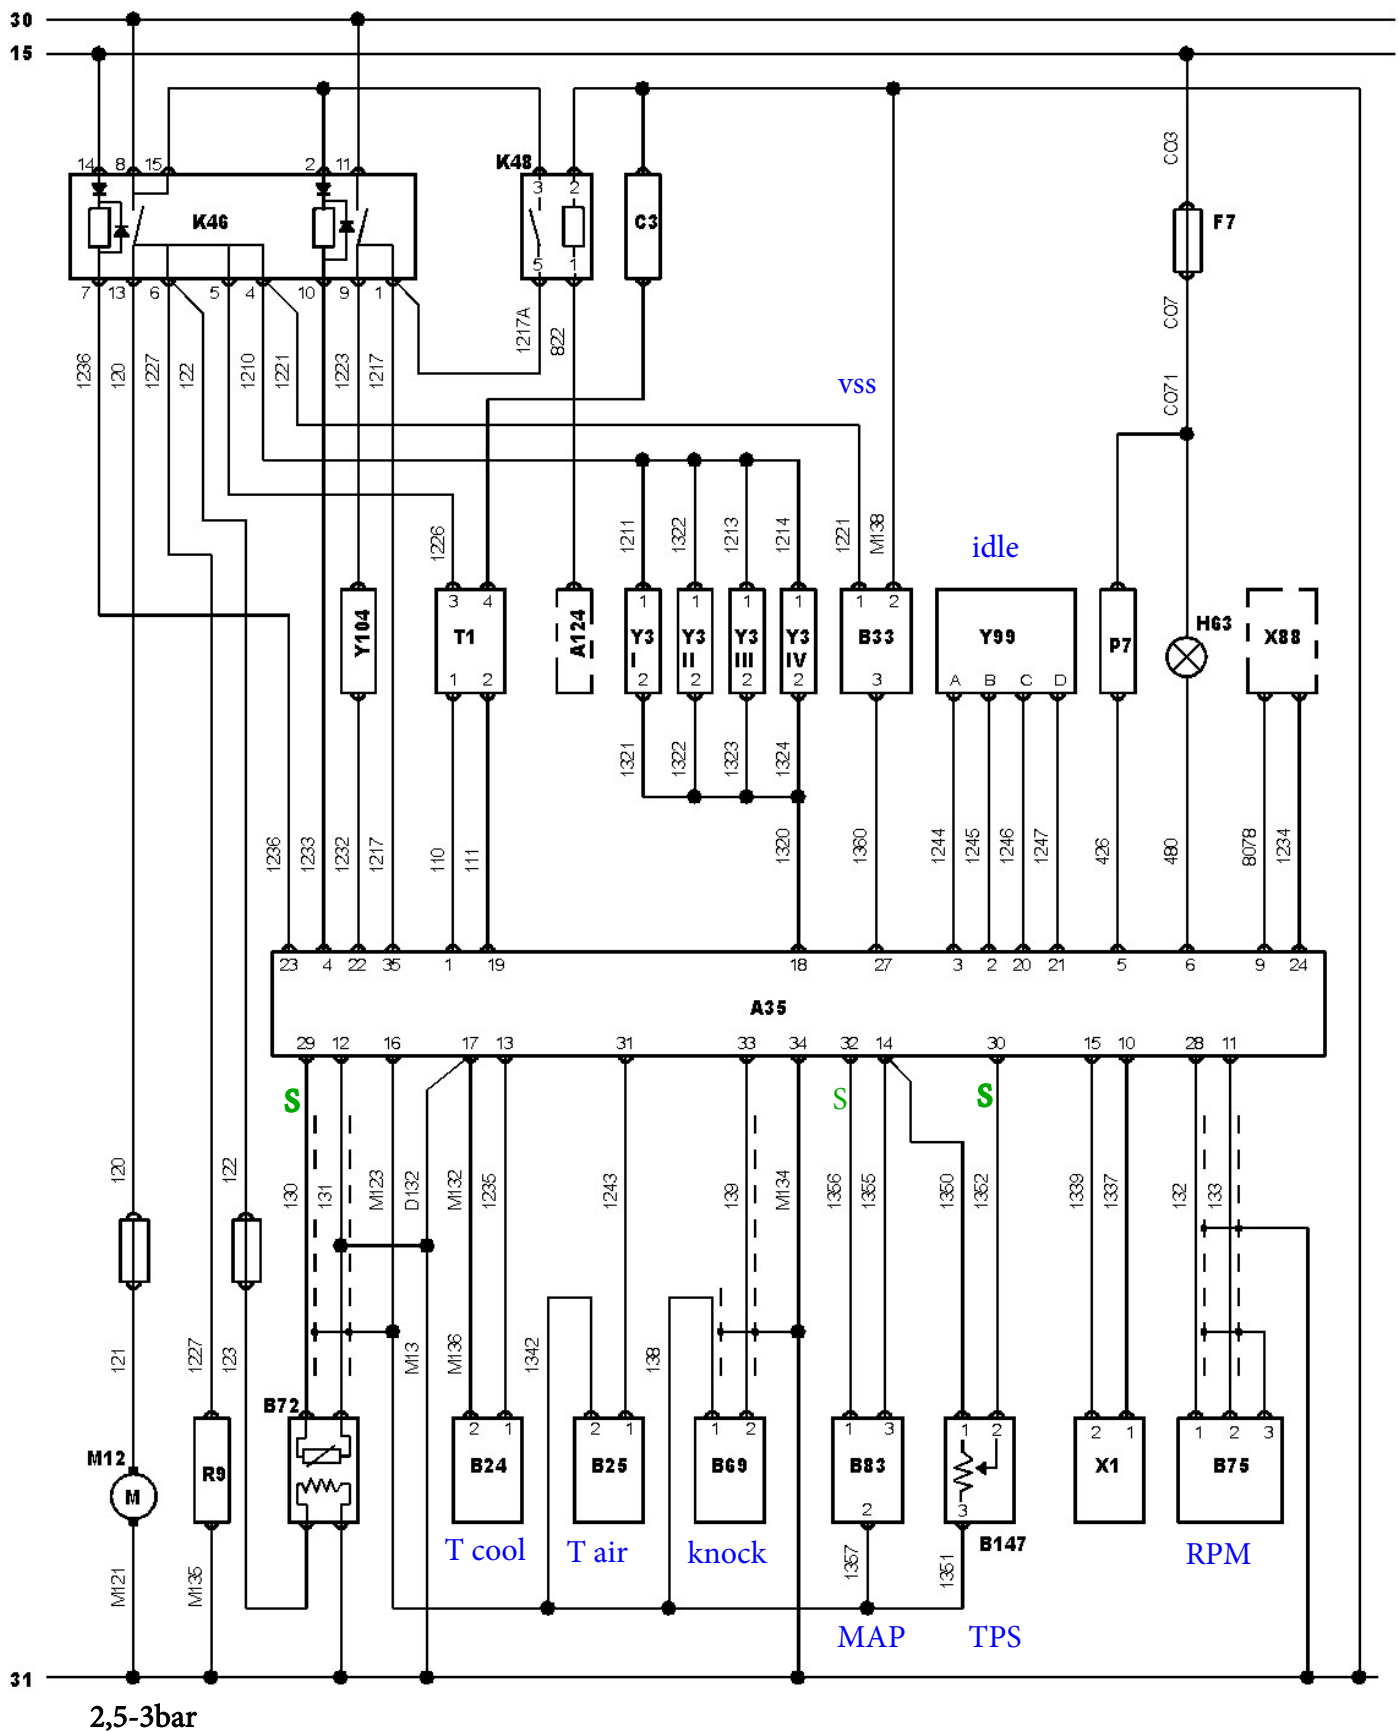 30
15
14 8 15 2 11
K48
3 2
K46
C3
F7
5 1
7 13 6 5 4 10 9 1
CO3
CO7
CO71
1236 120 1227 122 1210 1221 1223 1217
1217A 822
vss
1226
1211 1322 1213 1214
1221 M138
idle
3 4
1 1 1 1
1 2
Y104
T1
A124
Y3 Y3 Y3 Y3
I II III IV
B33
Y99
P7
H63
X88
1 2
2 2 2 2
3
A B C D
1321 1322 1323 1324
1236 1233 1232 1217 110 111 1320 1360 1244 1245 1246 1247 426 480 8078 1234
23 4 22 35 1 19 18 27 3 2 20 21 5 6 9 24
A35
29 12 16 17 13 31 33 34 32 14 30 15 10 28 11
S S S
120 122 130 131 M123 D132 M132 1235 1243 139 M134 1356 1355 1350 1352 1339 1337 132 133
121 1227 123 M13 M136 1342 138
B72
2 1 2 1 1 2 1 3 1 2 2 1 1 2 3
M12
M
R9
B24
B25
B69
B83
X1
B75
2 3
B147
T cool
T air
knock
RPM
M121 M135 1357 1351
MAP
TPS
31
2,5-3bar